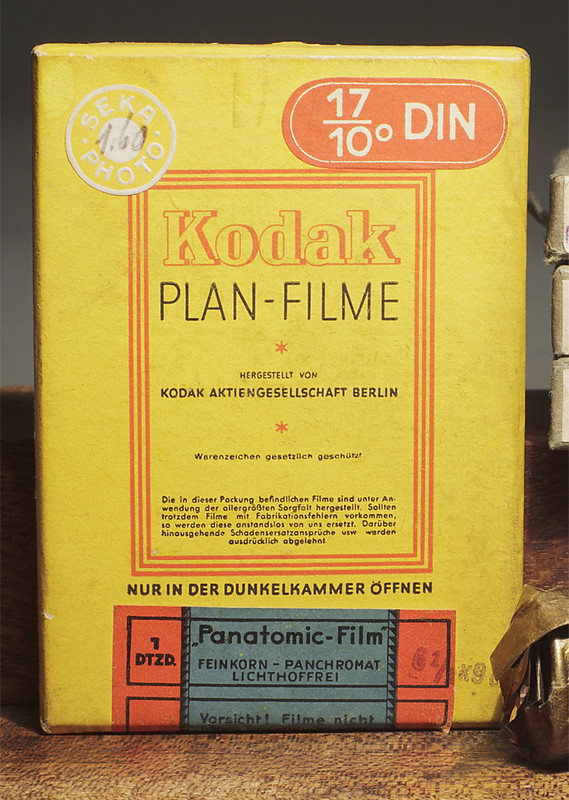 SEKA
1.60
PHOTO
17/10° DIN
Kodak
PLAN-FILME
*
HERGESTELLT VON
KODAK AKTIENGESELLSCHAFT BERLIN
*
Warenzeichen gesetzlich geschützt
Die in dieser Packung befindlichen Filme sind unter An-
wendung der allergrößten Sorgfalt hergestellt. Sollten
trotzdem Filme mit Fabrikationsfehlern vorkommen,
so werden diese anstandslos von uns ersetzt. Darüber
hinausgehende Schadensersatzansprüche usw. werden
ausdrücklich abgelehnt.
NUR IN DER DUNKELKAMMER ÖFFNEN
1
DTZD.
„Panatomic-Film"
FEINKORN - PANCHROMAT
LICHTHOFFREI
Vorsicht! Filme nicht